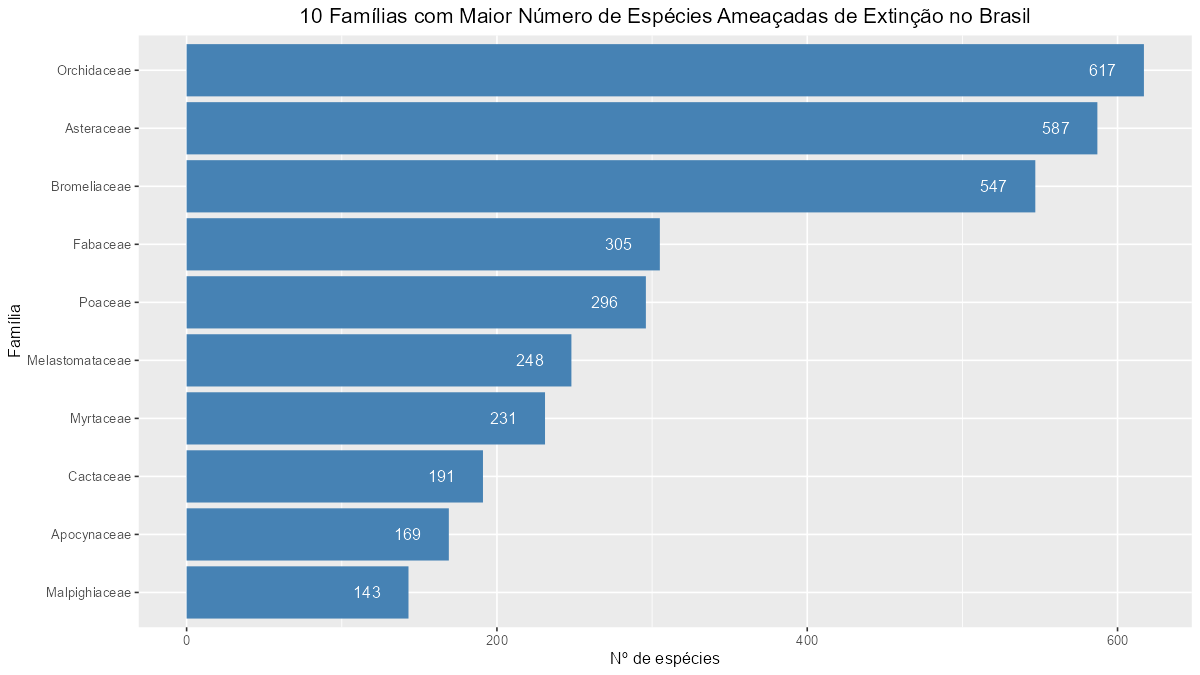 10 Famílias com Maior Número de Espécies Ameaçadas de Extinção no Brasil
Família
Orchidaceae 617
Asteraceae 587
Bromeliaceae 547
Fabaceae 305
Poaceae 296
Melastomataceae 248
Myrtaceae 231
Cactaceae 191
Apocynaceae 169
Malpighiaceae 143
0 200 400 600
Nº de espécies